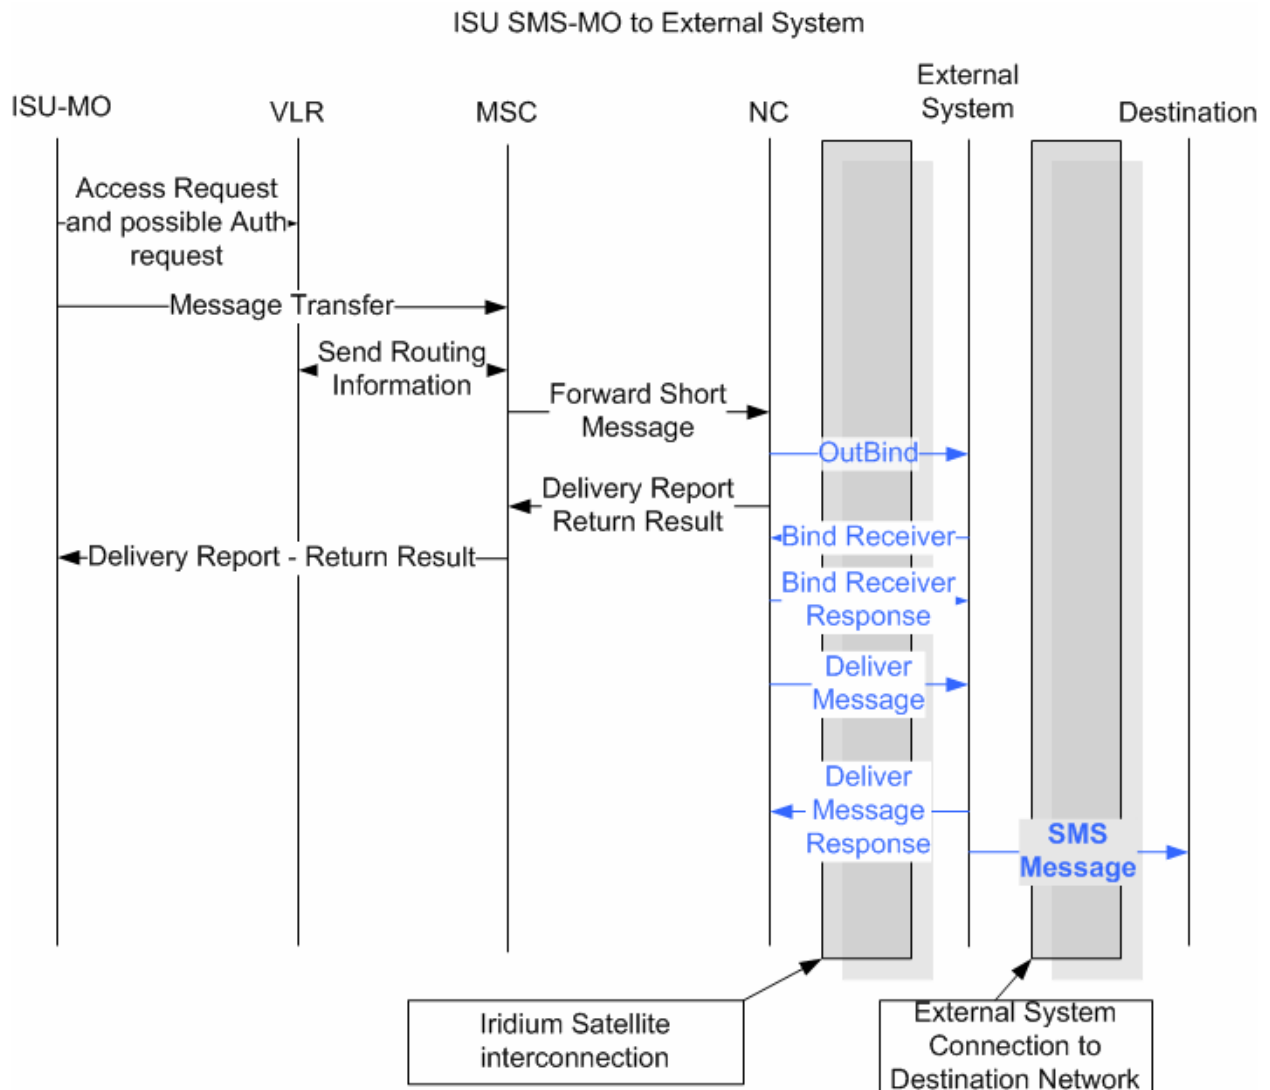 ISU SMS-MO to External System
ISU-MO
VLR
MSC
NC
External
System
Destination
Access Request
and possible Auth
request
Message Transfer
Send Routing
Information
Forward Short
Message
OutBind
Delivery Report
Return Result
Bind Receiver
Delivery Report - Return Result
Bind Receiver
Response
Deliver
Message
Deliver
Message
Response
SMS
Message
Iridium Satellite
interconnection
External System
Connection to
Destination Network